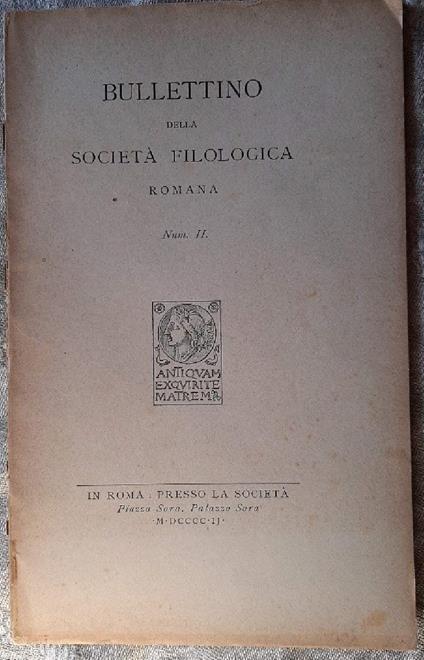 BULLETTINO
DELLA
SOCIETÀ FILOLOGICA
ROMANA
Num. II.
ANTIQVAM
EXQVIRITE
MATREM
IN ROMA: PRESSO LA SOCIETÀ
Piazza Sora, Palazzo Sora
·M·DCCCC·IJ·